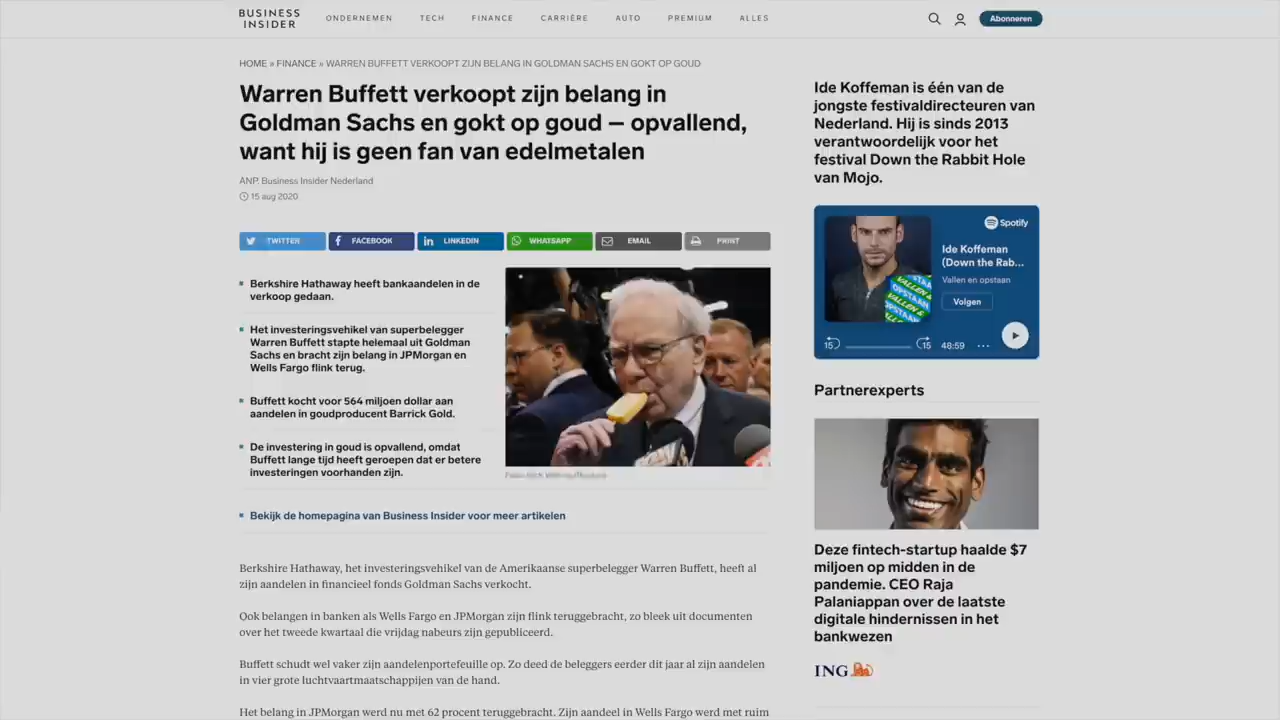 BUSINESS
INSIDER
ONDERNEMEN
TECH
FINANCE
CARRIÈRE
AUTO
PREMIUM
ALLES
Abonneren
HOME » FINANCE » WARREN BUFFETT VERKOOPT ZIJN BELANG IN GOLDMAN SACHS EN GOKT OP GOUD
Warren Buffett verkoopt zijn belang in
Goldman Sachs en gokt op goud – opvallend,
want hij is geen fan van edelmetalen
ANP, Business Insider Nederland
15 aug 2020
TWITTER
FACEBOOK
LINKEDIN
WHATSAPP
EMAIL
PRINT
Berkshire Hathaway heeft bankaandelen in de
verkoop gedaan.
Het investeringsvehikel van superbelegger
Warren Buffett stapte helemaal uit Goldman
Sachs en bracht zijn belang in JPMorgan en
Wells Fargo flink terug.
Buffett kocht voor 564 miljoen dollar aan
aandelen in goudproducent Barrick Gold.
De investering in goud is opvallend, omdat
Buffett lange tijd heeft geroepen dat er betere
investeringen voorhanden zijn.
Bekijk de homepagina van Business Insider voor meer artikelen
Berkshire Hathaway, het investeringsvehikel van de Amerikaanse superbelegger Warren Buffett, heeft al
zijn aandelen in financieel fonds Goldman Sachs verkocht.
Ook belangen in banken als Wells Fargo en JPMorgan zijn flink teruggebracht, zo bleek uit documenten
over het tweede kwartaal die vrijdag nabeurs zijn gepubliceerd.
Buffett schudt wel vaker zijn aandelenportefeuille op. Zo deed de beleggers eerder dit jaar al zijn aandelen
in vier grote luchtvaartmaatschappijen van de hand.
Het belang in JPMorgan werd nu met 62 procent teruggebracht. Zijn aandeel in Wells Fargo werd met ruim
Ide Koffeman is één van de
jongste festivaldirecteuren van
Nederland. Hij is sinds 2013
verantwoordelijk voor het
festival Down the Rabbit Hole
van Mojo.
Spotify
Ide Koffeman
(Down the Rab...
Vallen en opstaan
Volgen
VALLEN &
OPSTAAN
VALLEN &
15
15
48:59
Partnerexperts
Deze fintech-startup haalde $7
miljoen op midden in de
pandemie. CEO Raja
Palaniappan over de laatste
digitale hindernissen in het
bankwezen
ING